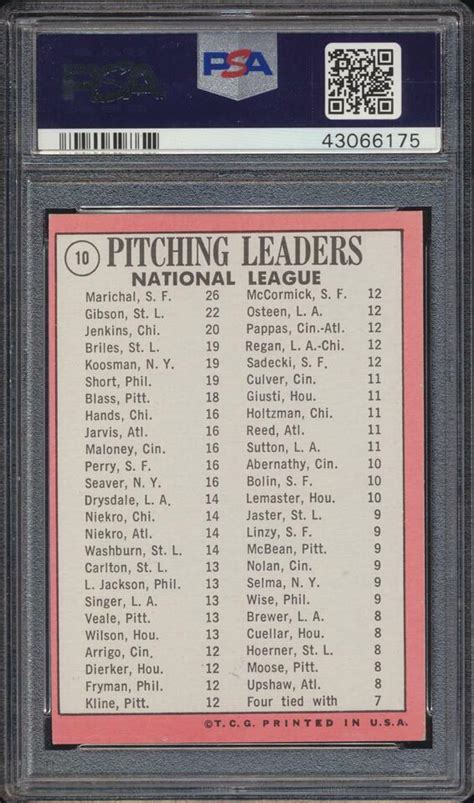 PSA
PSA
43066175
10 PITCHING LEADERS
NATIONAL LEAGUE
Marichal, S. F. 26
Gibson, St. L. 22
Jenkins, Chi. 20
Briles, St. L. 19
Koosman, N. Y. 19
Short, Phil. 19
Blass, Pitt. 18
Hands, Chi. 16
Jarvis, Atl. 16
Maloney, Cin. 16
Perry, S. F. 16
Seaver, N. Y. 16
Drysdale, L. A. 14
Niekro, Chi. 14
Niekro, Atl. 14
Washburn, St. L. 14
Carlton, St. L. 13
L. Jackson, Phil. 13
Singer, L. A. 13
Veale, Pitt. 13
Wilson, Hou. 13
Arrigo, Cin. 12
Dierker, Hou. 12
Fryman, Phil. 12
Kline, Pitt. 12
McCormick, S. F. 12
Osteen, L. A. 12
Pappas, Cin.-Atl. 12
Regan, L. A.-Chi. 12
Sadecki, S. F. 12
Culver, Cin. 11
Giusti, Hou. 11
Holtzman, Chi. 11
Reed, Atl. 11
Sutton, L. A. 11
Abernathy, Cin. 10
Bolin, S. F. 10
Lemaster, Hou. 10
Jaster, St. L. 9
Linzy, S. F. 9
McBean, Pitt. 9
Nolan, Cin. 9
Selma, N. Y. 9
Wise, Phil. 9
Brewer, L. A. 8
Cuellar, Hou. 8
Hoerner, St. L. 8
Moose, Pitt. 8
Upshaw, Atl. 8
Four tied with 7
©T.C.G. PRINTED IN U.S.A.